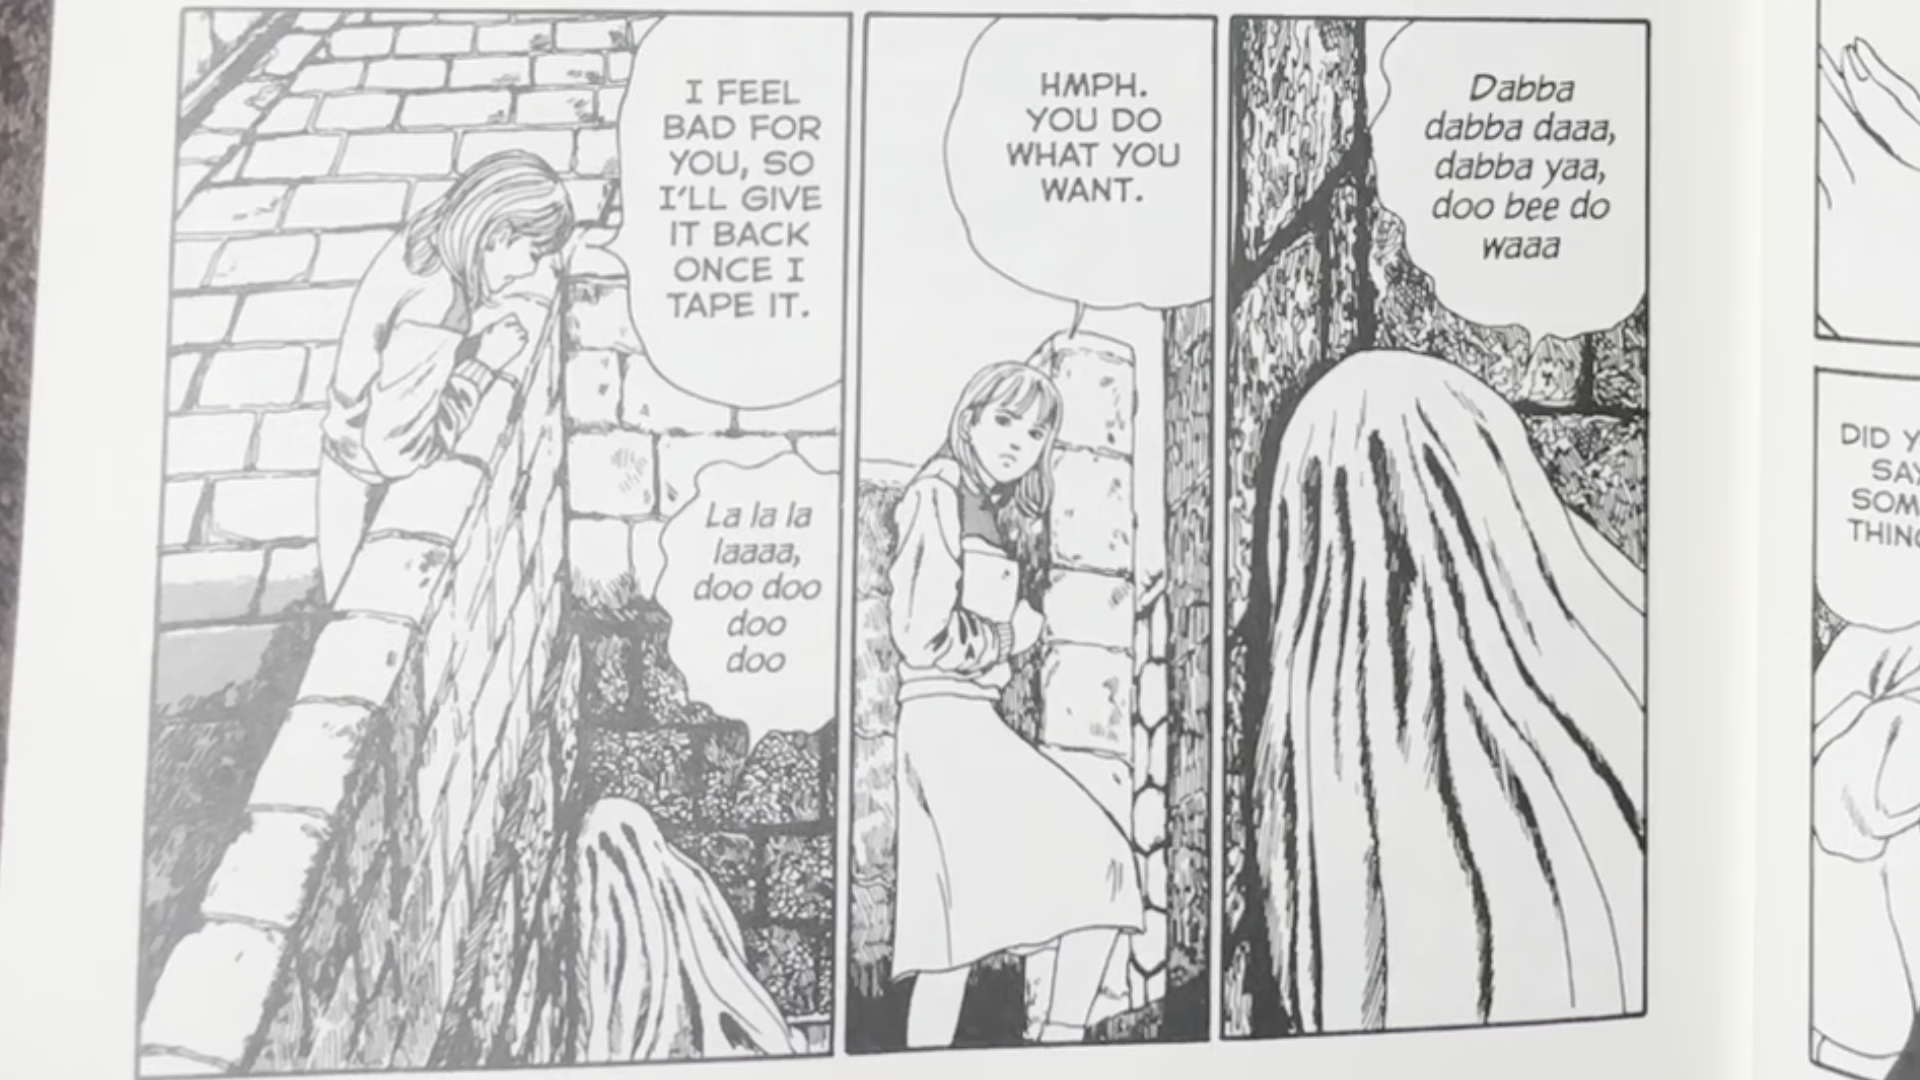 I FEEL
BAD FOR
YOU, SO
I'LL GIVE
IT BACK
ONCE I
TAPE IT.
La la la
laaaa,
doo doo
doo
doo
HMPH.
YOU DO
WHAT YOU
WANT.
Dabba
dabba daaa,
dabba yaa,
doo bee do
waaa
DID